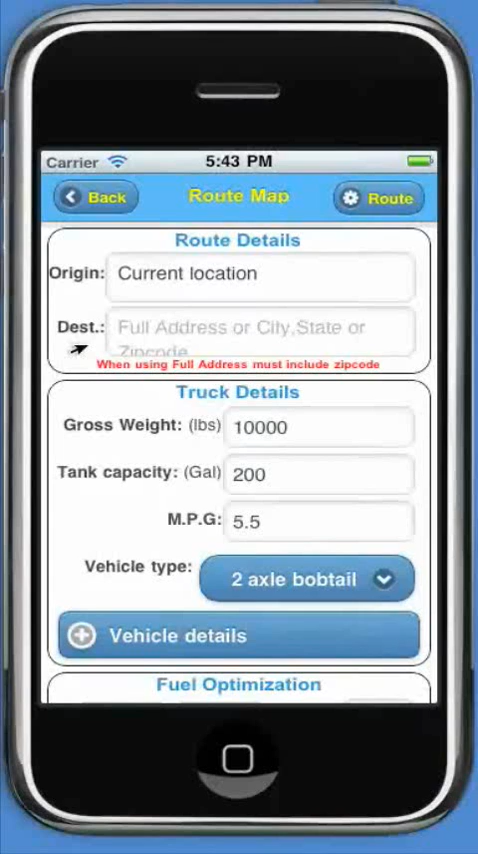 Carrier 5:43 PM
Back Route Map Route
Route Details
Origin: Current location
Dest.: Full Address or City,State or
Zipcode
When using Full Address must include zipcode
Truck Details
Gross Weight: (lbs) 10000
Tank capacity: (Gal) 200
M.P.G: 5.5
Vehicle type: 2 axle bobtail
Vehicle details
Fuel Optimization